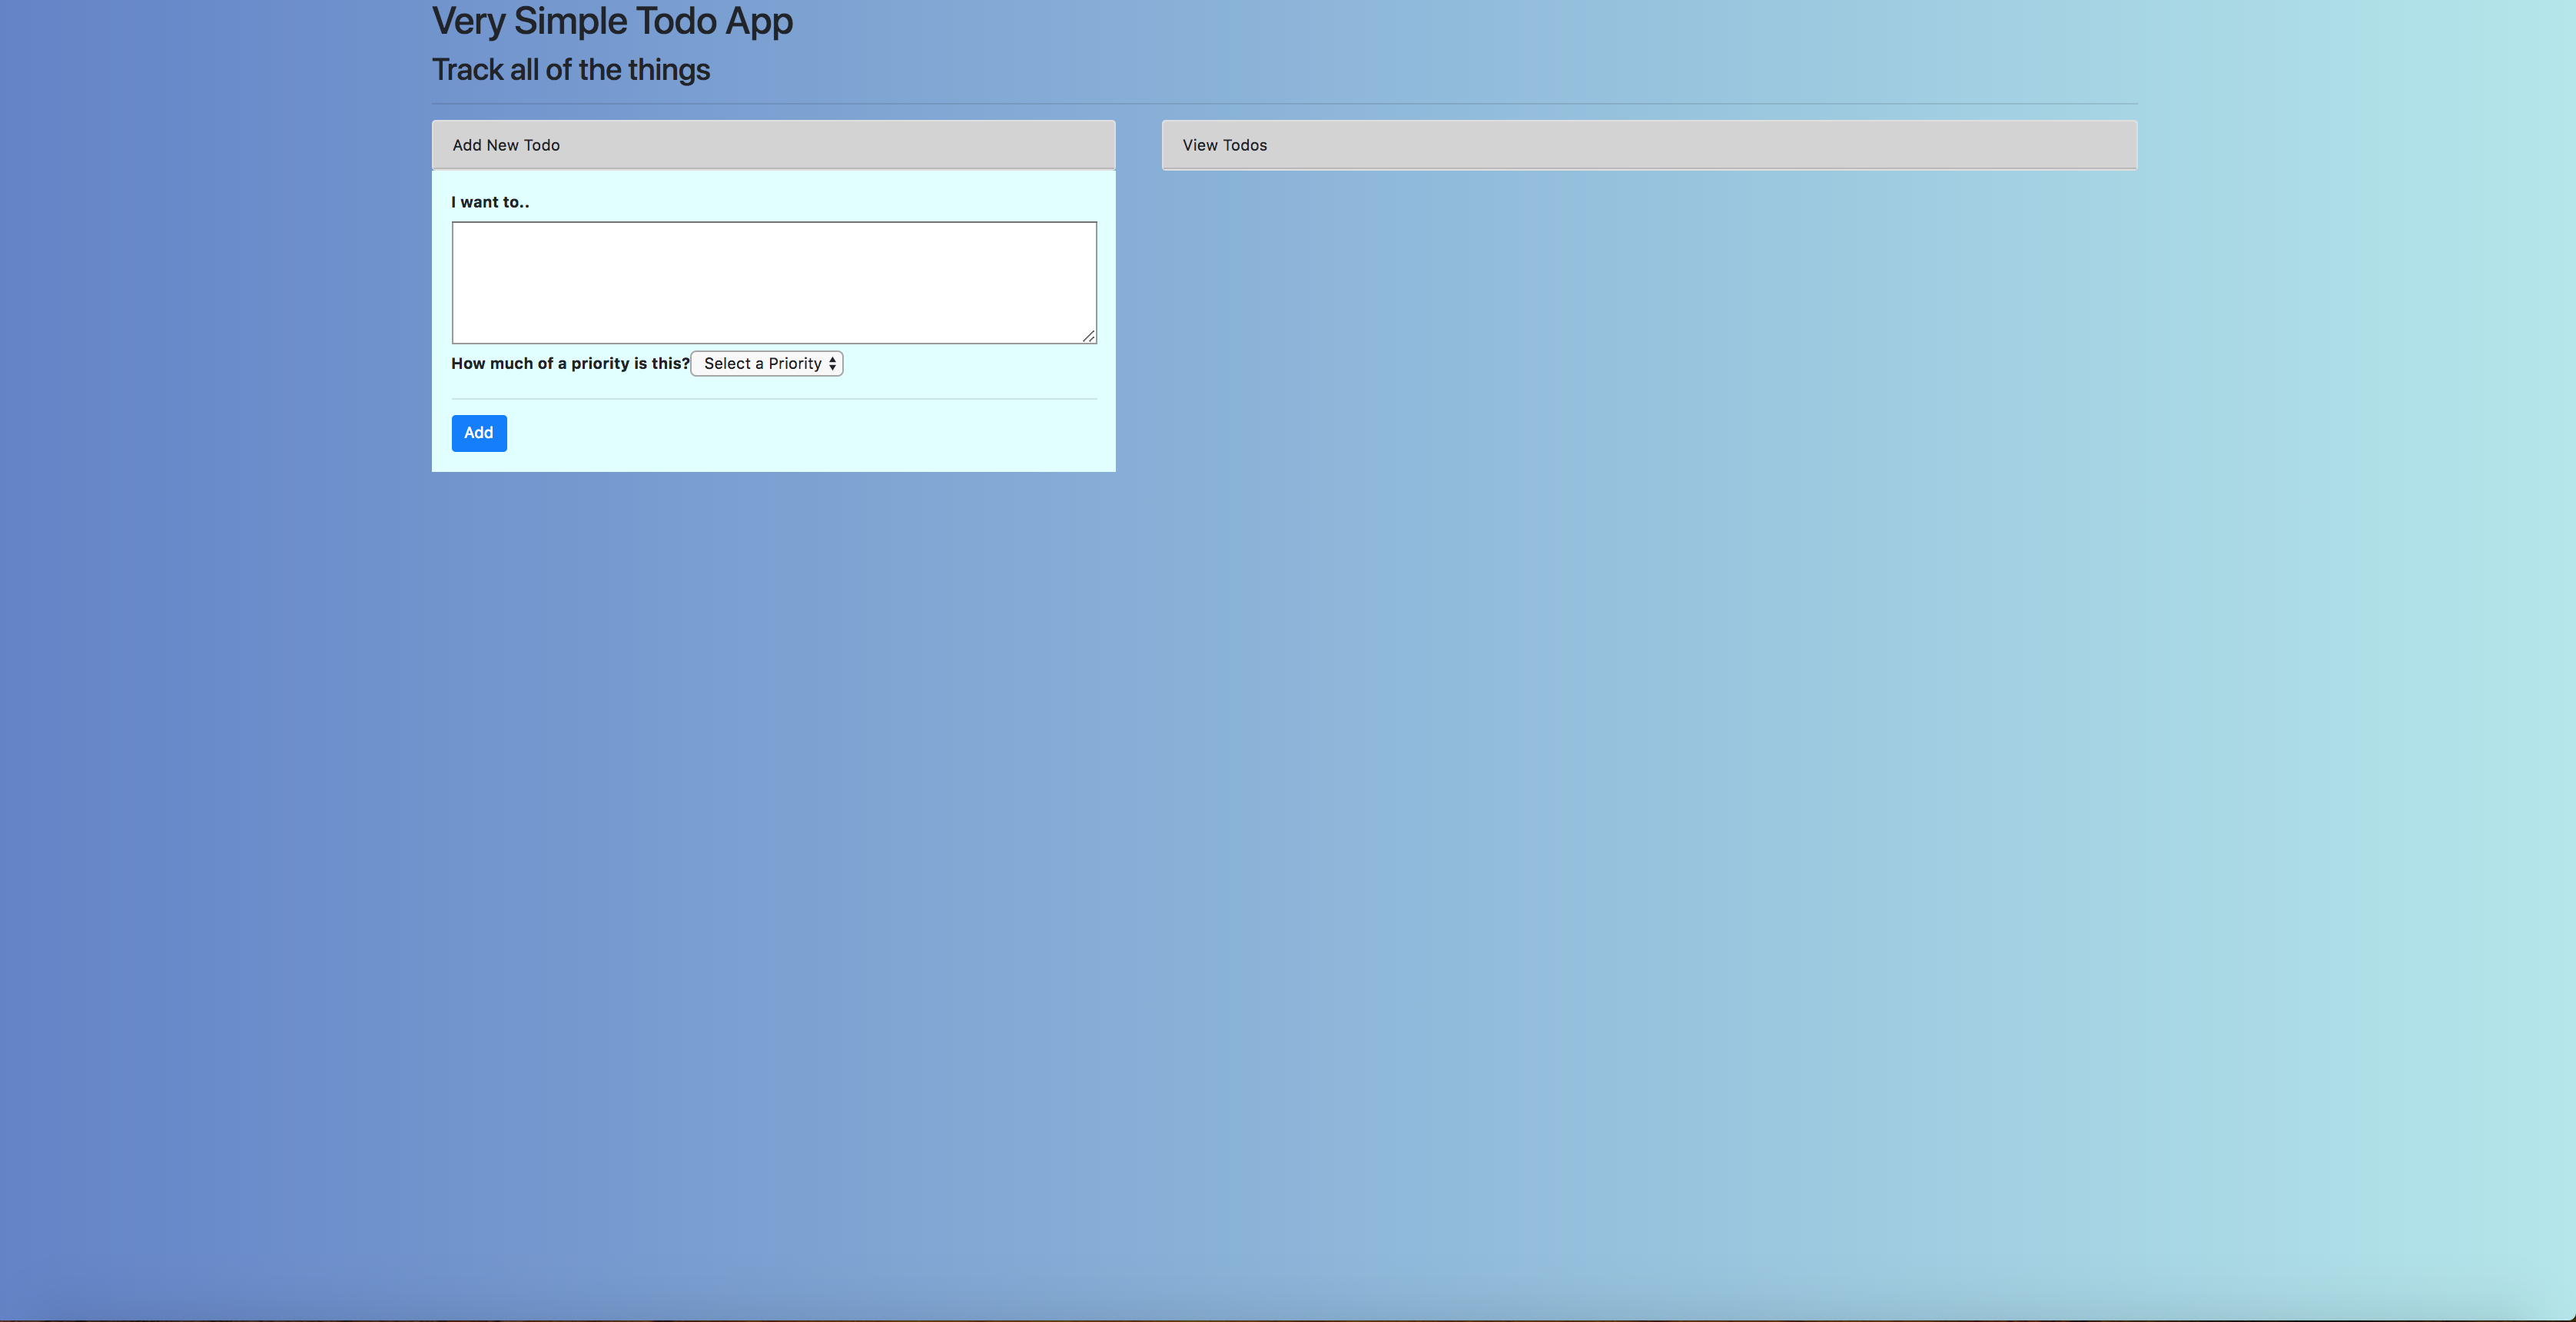 Very Simple Todo App
Track all of the things
Add New Todo
View Todos
I want to..
How much of a priority is this? Select a Priority
Add